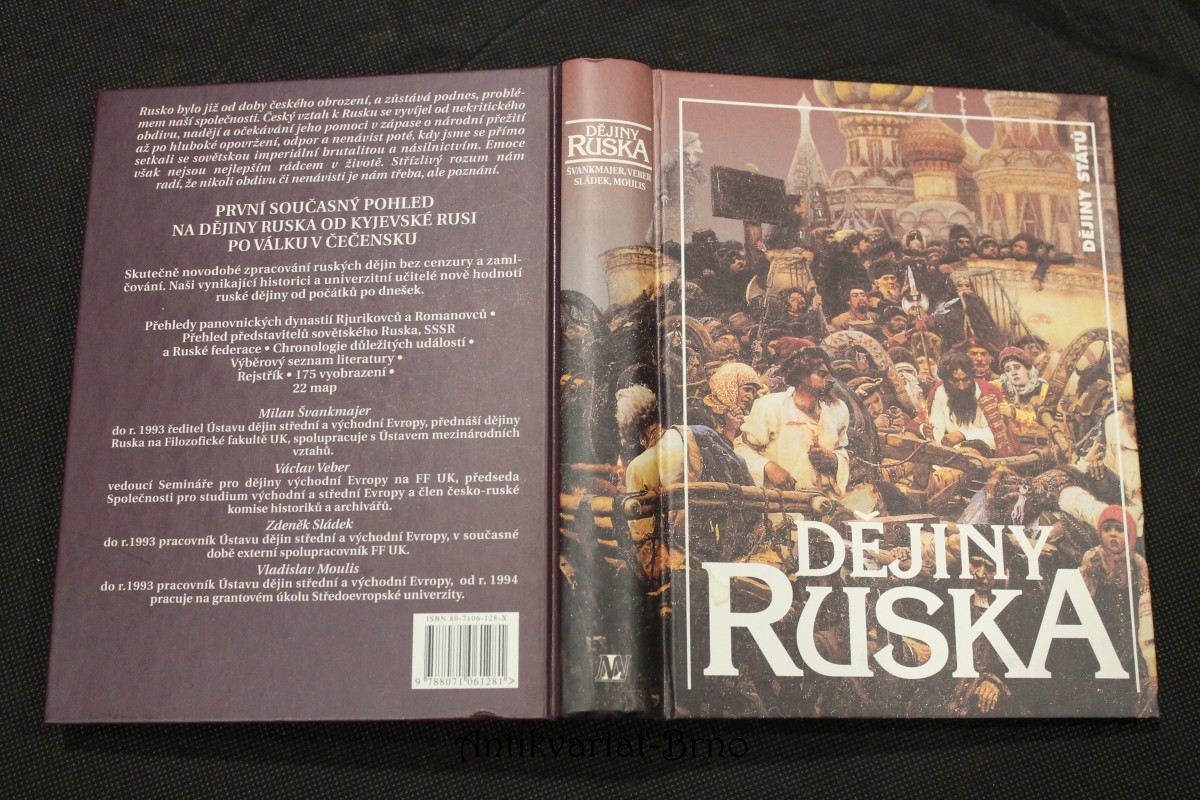 Rusko bylo již od doby českého obrození, a zůstává podnes, problé-
mem naší společnosti. Český vztah k Rusku se vyvíjel od nekritického
obdivu, nadějí a očekávání jeho pomoci v zápase o národní přežití
až po hluboké opovržení, odpor a nenávist poté, kdy jsme se přímo
setkali se sovětskou imperiální brutalitou a násilnictvím. Emoce
však nejsou nejlepším rádcem v životě. Střízlivý rozum nám
radí, že nikoli obdivu či nenávisti je nám třeba, ale poznání.
PRVNÍ SOUČASNÝ POHLED
NA DĚJINY RUSKA OD KYJEVSKÉ RUSI
PO VÁLKU V ČEČENSKU
Skutečně novodobé zpracování ruských dějin bez cenzury a zaml-
čování. Naši vynikající historici a univerzitní učitelé nově hodnotí
ruské dějiny od počátků po dnešek.
Přehledy panovnických dynastií Rjurikovců a Romanovců •
Přehled představitelů sovětského Ruska, SSSR
a Ruské federace • Chronologie důležitých událostí •
Výběrový seznam literatury •
Rejstřík • 175 vyobrazení •
22 map
Milan Švankmajer
do r. 1993 ředitel Ústavu dějin střední a východní Evropy, přednáší dějiny
Ruska na Filozofické fakultě UK, spolupracuje s Ústavem mezinárodních
vztahů.
Václav Veber
vedoucí Semináře pro dějiny východní Evropy na FF UK, předseda
Společnosti pro studium východní a střední Evropy a člen česko-ruské
komise historiků a archivářů.
Zdeněk Sládek
do r.1993 pracovník Ústavu dějin střední a východní Evropy, v současné
době externí spolupracovník FF UK.
Vladislav Moulis
do r.1993 pracovník Ústavu dějin střední a východní Evropy, od r. 1994
pracuje na grantovém úkolu Středoevropské univerzity.
ISBN 80-7106-128-X
9 788071 061281 >
DĚJINY
RUSKA
ŠVANKMAJER, VEBER
SLÁDEK, MOULIS
DĚJINY STÁTŮ
DĚJINY
RUSKA
Antikvariat-Brno